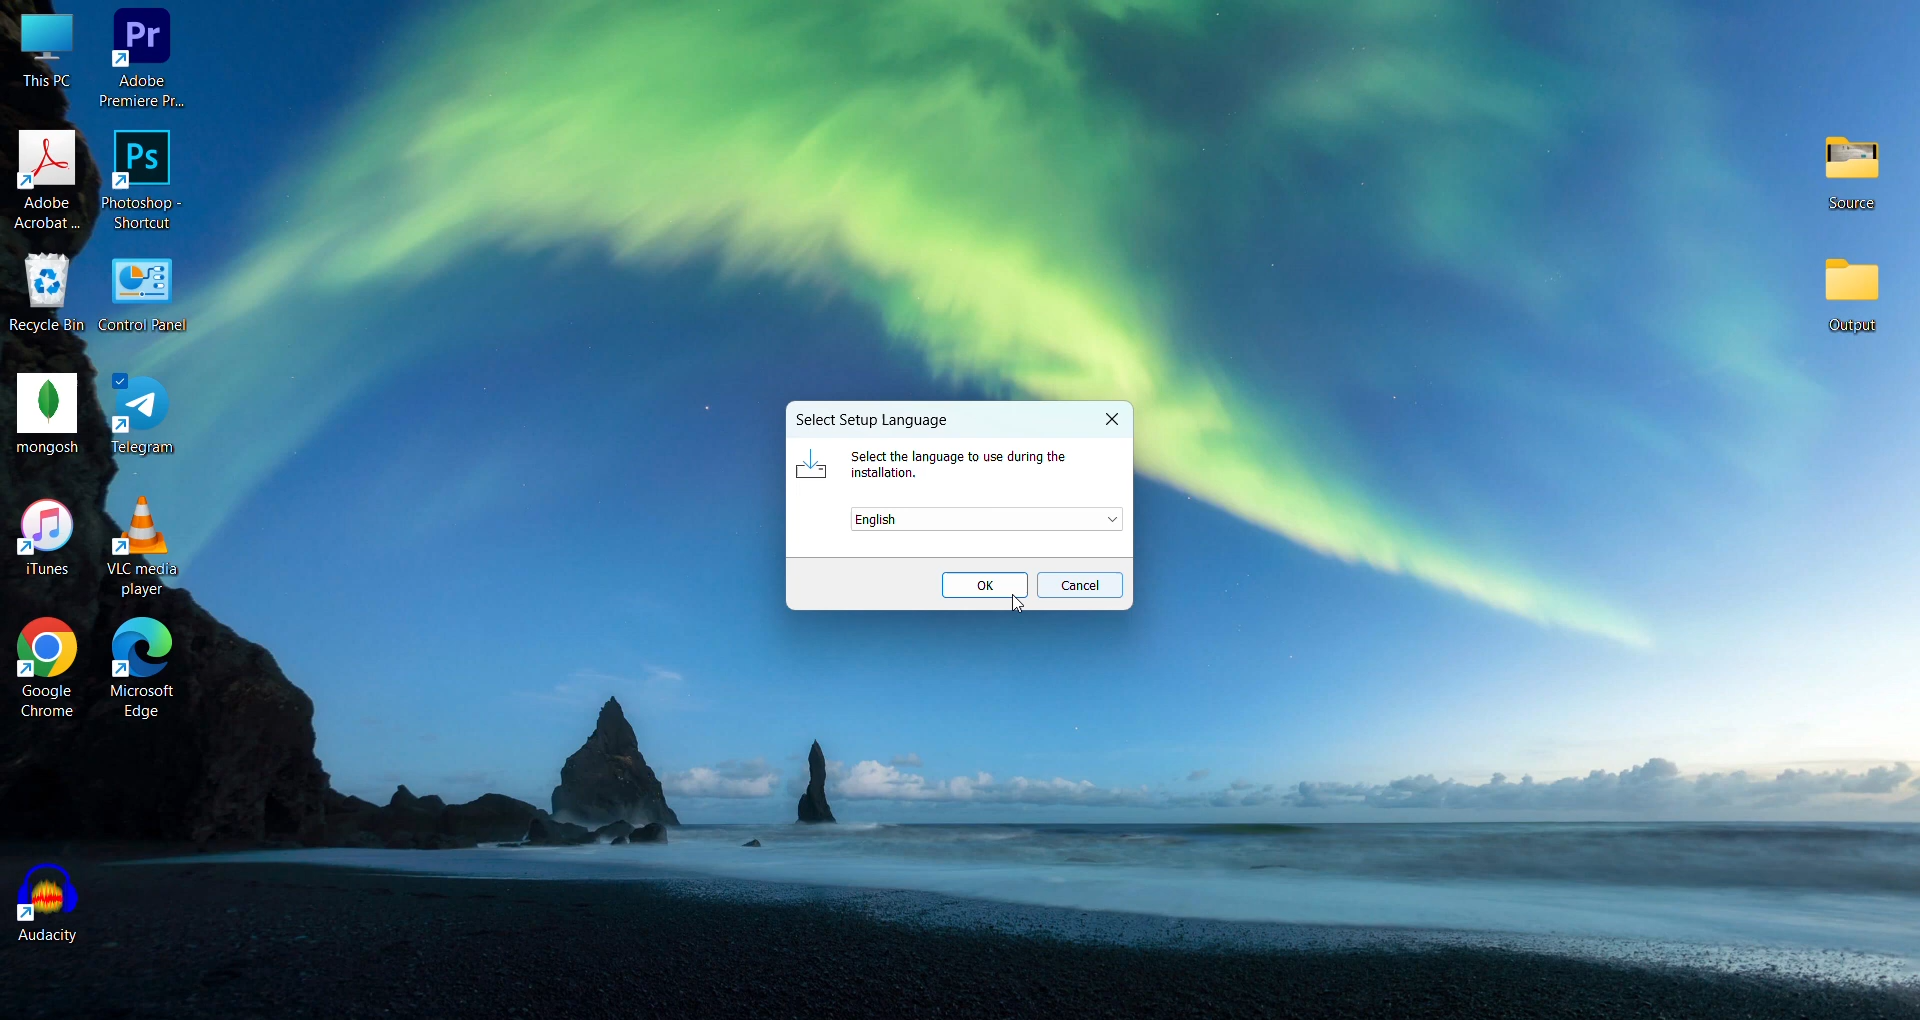 This PC
Pr
Adobe
Premiere Pr...
Adobe
Acrobat ...
Ps
Photoshop -
Shortcut
Recycle Bin
Control Panel
mongosh
Telegram
iTunes
VLC media
player
Google
Chrome
Microsoft
Edge
Audacity
Select Setup Language
Select the language to use during the
installation.
English
OK
Cancel
Source
Output